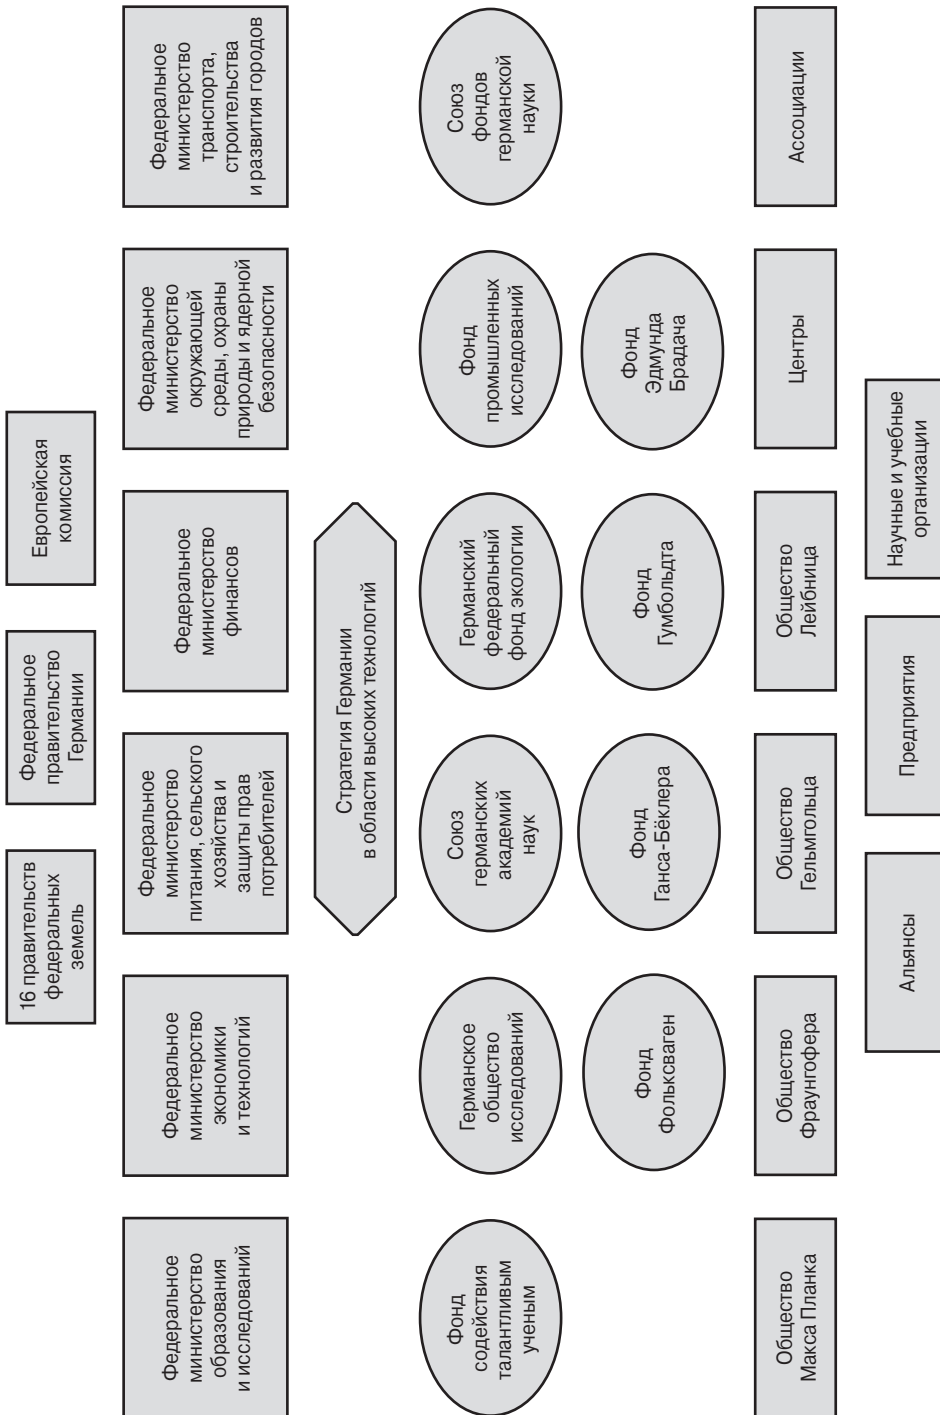 16 правительств
федеральных
земель
Федеральное
правительство
Германии
Европейская
комиссия
Федеральное
министерство
образования
и исследований
Федеральное
министерство
экономики
и технологий
Федеральное
министерство
питания, сельского
хозяйства и
защиты прав
потребителей
Федеральное
министерство
финансов
Федеральное
министерство
окружающей
среды, охраны
природы и ядерной
безопасности
Федеральное
министерство
транспорта,
строительства
и развития городов
Стратегия Германии
в области высоких технологий
Фонд
содействия
талантливым
ученым
Германское
общество
исследований
Союз
германских
академий
наук
Германский
федеральный
фонд экологии
Фонд
промышленных
исследований
Союз
фондов
германской
науки
Фонд
Фольксваген
Фонд
Ганса-Бёклера
Фонд
Гумбольдта
Фонд
Эдмунда
Брадача
Общество
Макса Планка
Общество
Фраунгофера
Общество
Гельмгольца
Общество
Лейбница
Центры
Ассоциации
Альянсы
Предприятия
Научные и учебные
организации